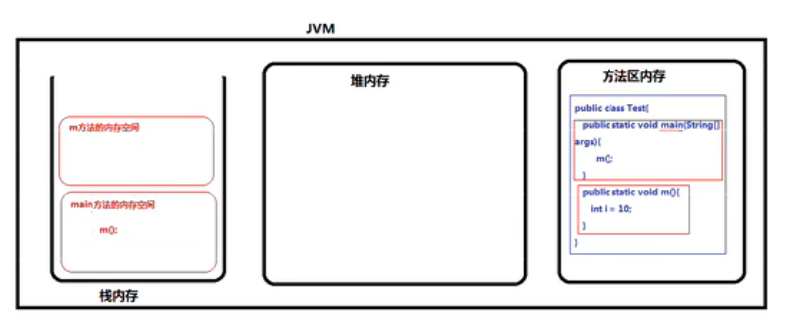 JVM
m方法的内存空间
main方法的内存空间
m();
栈内存
堆内存
方法区内存
public class Test{
public static void main(String[]
args){
m();
}
public static void m(){
int i = 10;
}
}